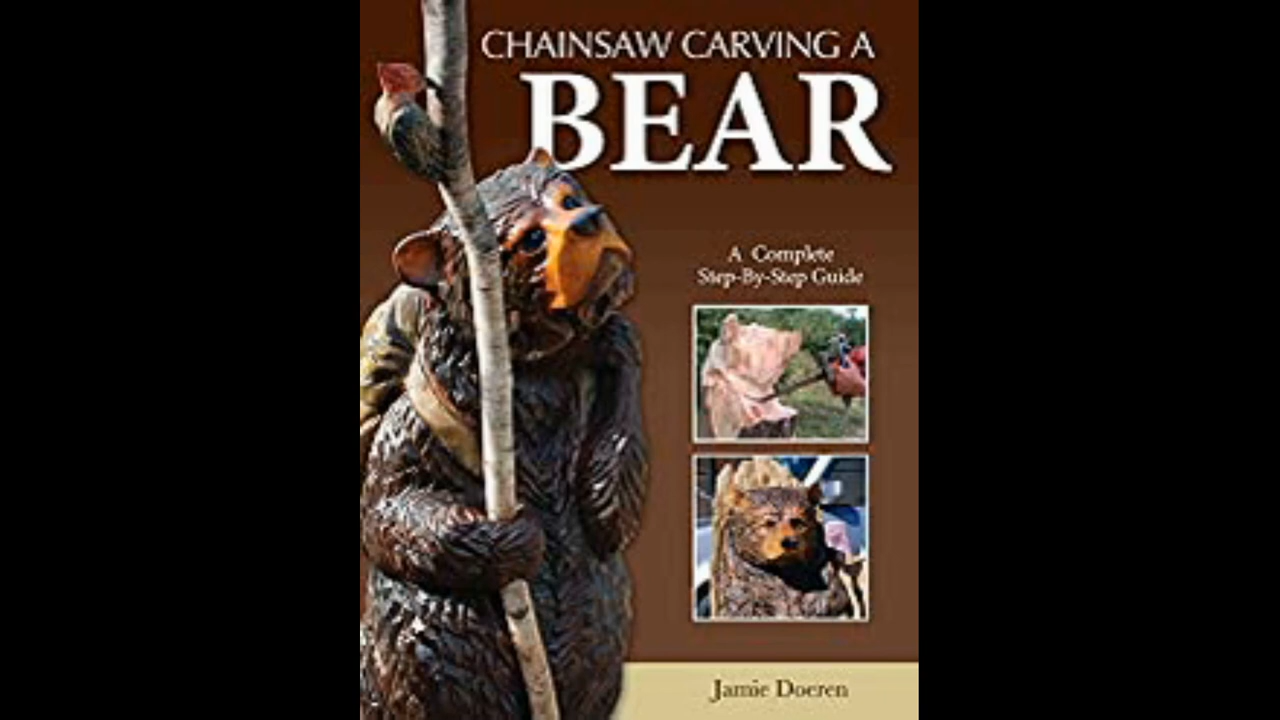 CHAINSAW CARVING A
BEAR
A Complete
Step-By-Step Guide
Jamie Doeren